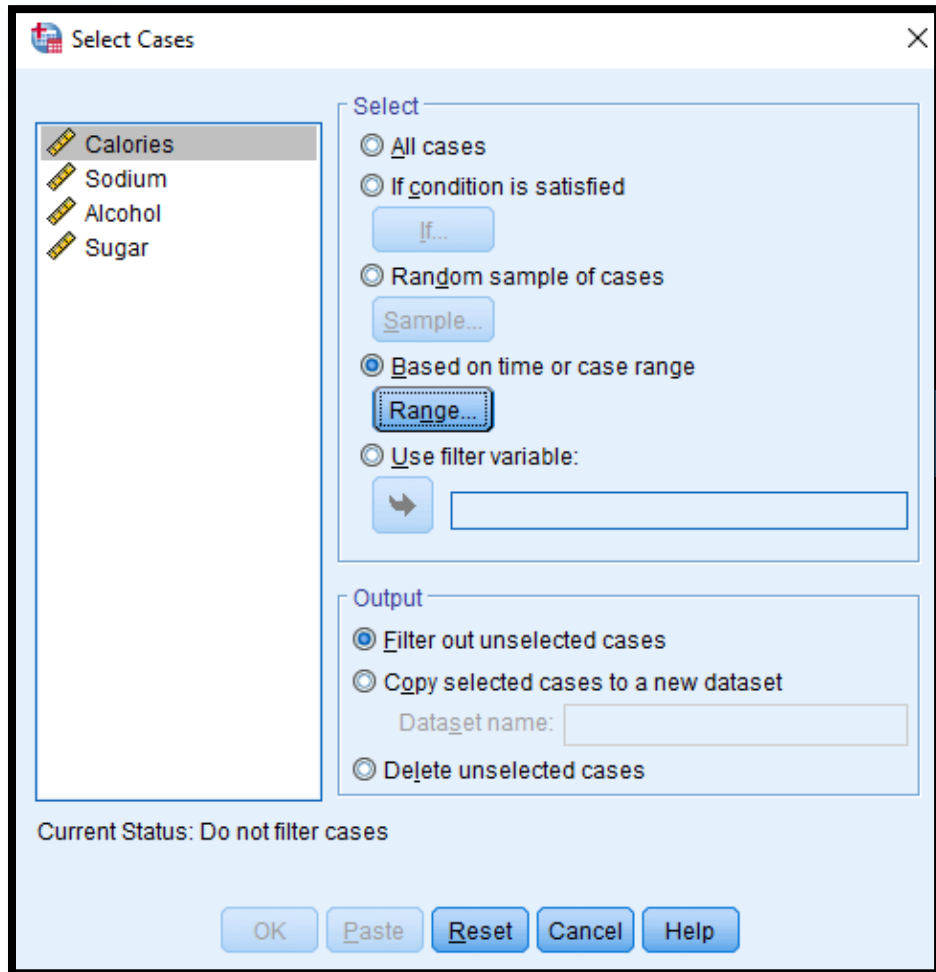 Select Cases
Calories
Sodium
Alcohol
Sugar
Select
All cases
If condition is satisfied
If...
Random sample of cases
Sample...
Based on time or case range
Range...
Use filter variable:
Output
Filter out unselected cases
Copy selected cases to a new dataset
Dataset name:
Delete unselected cases
Current Status: Do not filter cases
OK Paste Reset Cancel Help